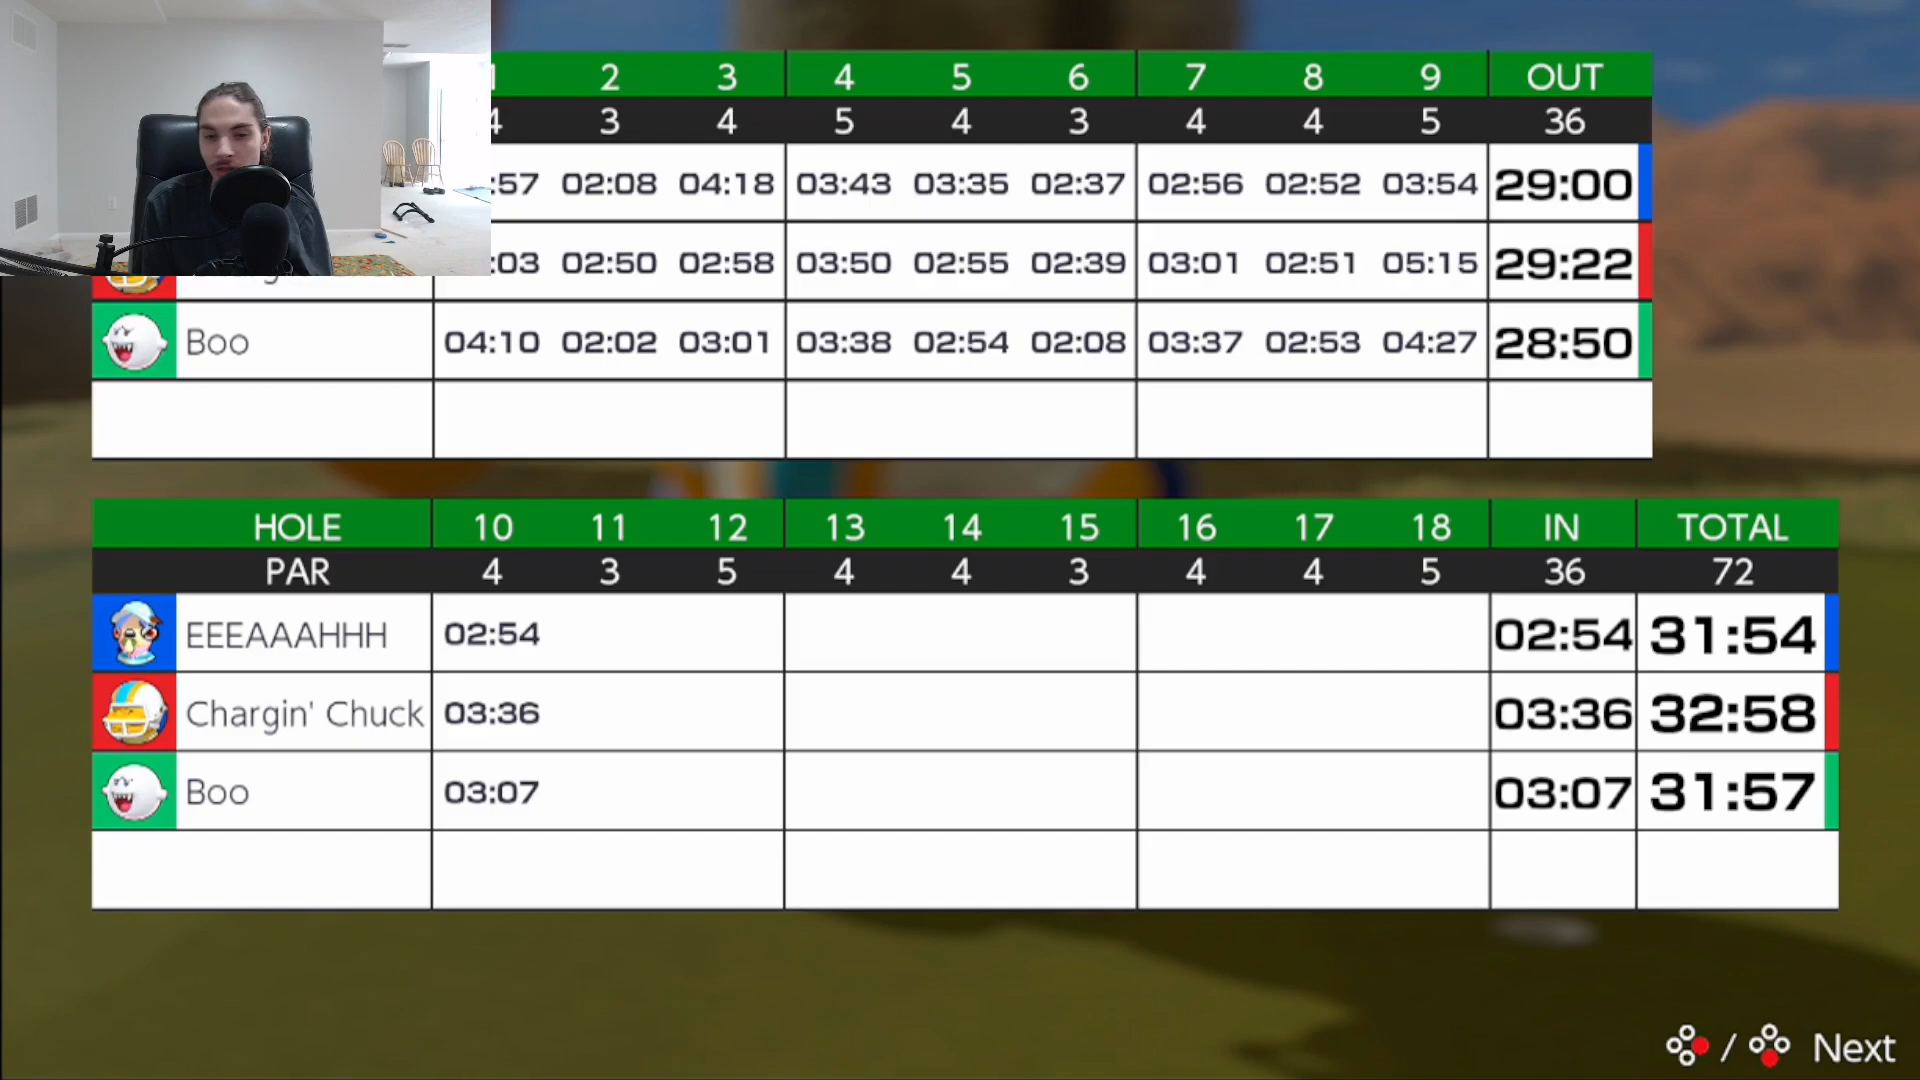 2 3 4 5 6 7 8 9 OUT
3 4 5 4 3 4 4 5 36
:57 02:08 04:18 03:43 03:35 02:37 02:56 02:52 03:54 29:00
:03 02:50 02:58 03:50 02:55 02:39 03:01 02:51 05:15 29:22
Boo 04:10 02:02 03:01 03:38 02:54 02:08 03:37 02:53 04:27 28:50
HOLE 10 11 12 13 14 15 16 17 18 IN TOTAL
PAR 4 3 5 4 4 3 4 4 5 36 72
EEEAAAHHH 02:54 02:54 31:54
Chargin' Chuck 03:36 03:36 32:58
Boo 03:07 03:07 31:57
/ Next